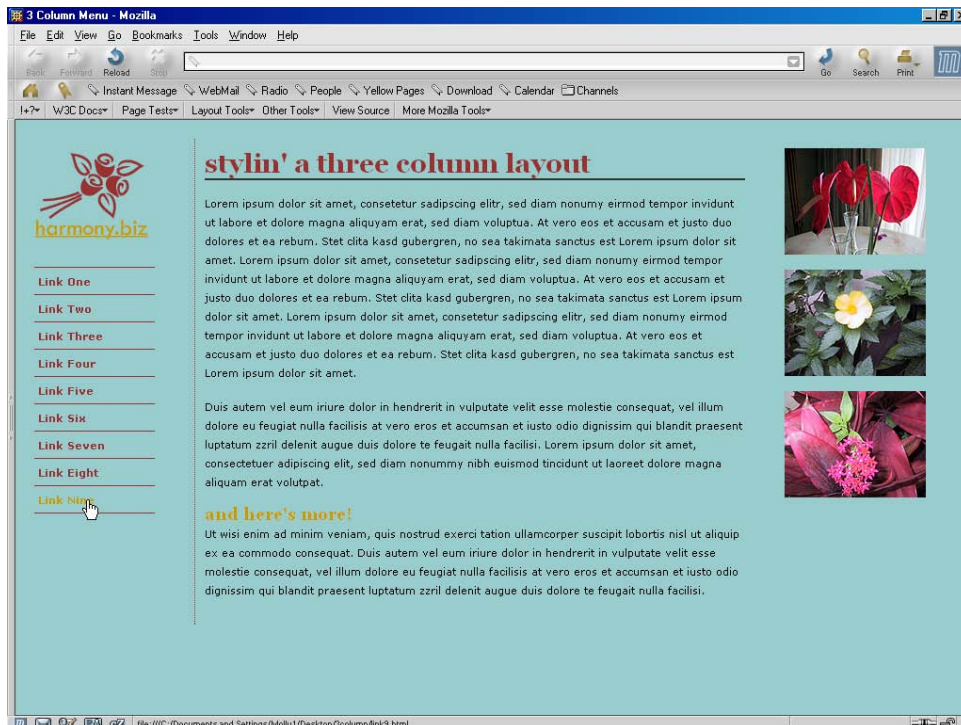 3 Column Menu - Mozilla
File Edit View Go Bookmarks Tools Window Help
Back Forward Reload Stop Go Search Print
Instant Message WebMail Radio People Yellow Pages Download Calendar Channels
!+? W3C Docs Page Tests Layout Tools Other Tools View Source More Mozilla Tools
harmony.biz
Link One
Link Two
Link Three
Link Four
Link Five
Link Six
Link Seven
Link Eight
Link Nine
stylin' a three column layout
Lorem ipsum dolor sit amet, consetetur sadipscing elitr, sed diam nonumy eirmod tempor invidunt
ut labore et dolore magna aliquyam erat, sed diam voluptua. At vero eos et accusam et justo duo
dolores et ea rebum. Stet clita kasd gubergren, no sea takimata sanctus est Lorem ipsum dolor sit
amet. Lorem ipsum dolor sit amet, consetetur sadipscing elitr, sed diam nonumy eirmod tempor
invidunt ut labore et dolore magna aliquyam erat, sed diam voluptua. At vero eos et accusam et
justo duo dolores et ea rebum. Stet clita kasd gubergren, no sea takimata sanctus est Lorem ipsum
dolor sit amet. Lorem ipsum dolor sit amet, consetetur sadipscing elitr, sed diam nonumy eirmod
tempor invidunt ut labore et dolore magna aliquyam erat, sed diam voluptua. At vero eos et
accusam et justo duo dolores et ea rebum. Stet clita kasd gubergren, no sea takimata sanctus est
Lorem ipsum dolor sit amet.
Duis autem vel eum iriure dolor in hendrerit in vulputate velit esse molestie consequat, vel illum
dolore eu feugiat nulla facilisis at vero eros et accumsan et iusto odio dignissim qui blandit praesent
luptatum zzril delenit augue duis dolore te feugait nulla facilisi. Lorem ipsum dolor sit amet,
consectetuer adipiscing elit, sed diam nonummy nibh euismod tincidunt ut laoreet dolore magna
aliquam erat volutpat.
and here's more!
Ut wisi enim ad minim veniam, quis nostrud exerci tation ullamcorper suscipit lobortis nisl ut aliquip
ex ea commodo consequat. Duis autem vel eum iriure dolor in hendrerit in vulputate velit esse
molestie consequat, vel illum dolore eu feugiat nulla facilisis at vero eros et accumsan et iusto odio
dignissim qui blandit praesent luptatum zzril delenit augue duis dolore te feugait nulla facilisi.
file:///C:/Documents and Settings/Molly1/Desktop/3column/link9.html